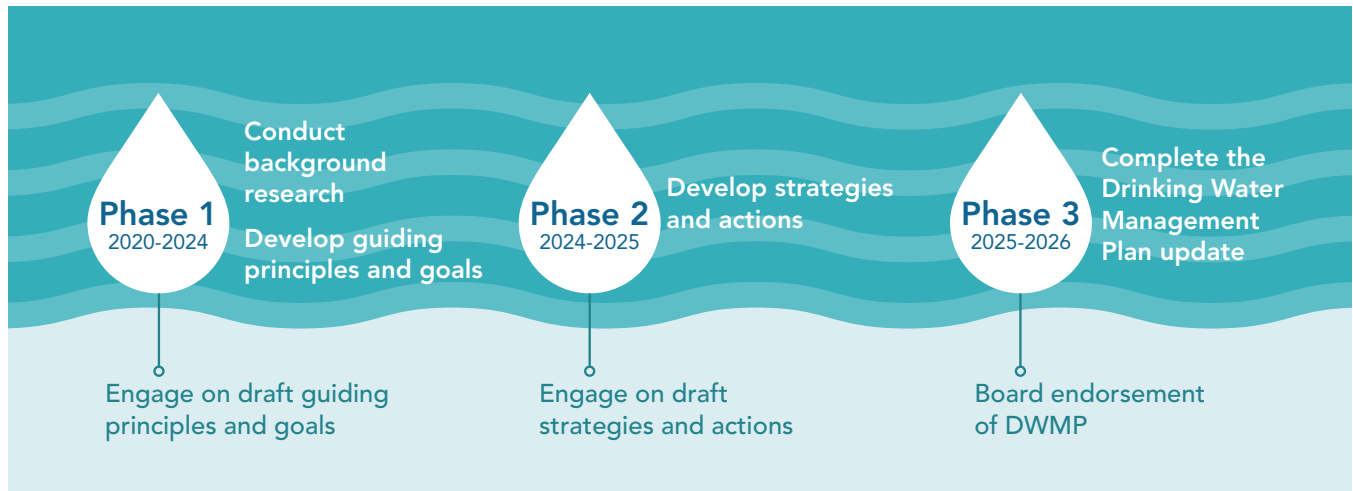 Phase 1
2020-2024
Conduct
background
research
Develop guiding
principles and goals
Engage on draft guiding
principles and goals
Phase 2
2024-2025
Develop strategies
and actions
Engage on draft
strategies and actions
Phase 3
2025-2026
Complete the
Drinking Water
Management
Plan update
Board endorsement
of DWMP